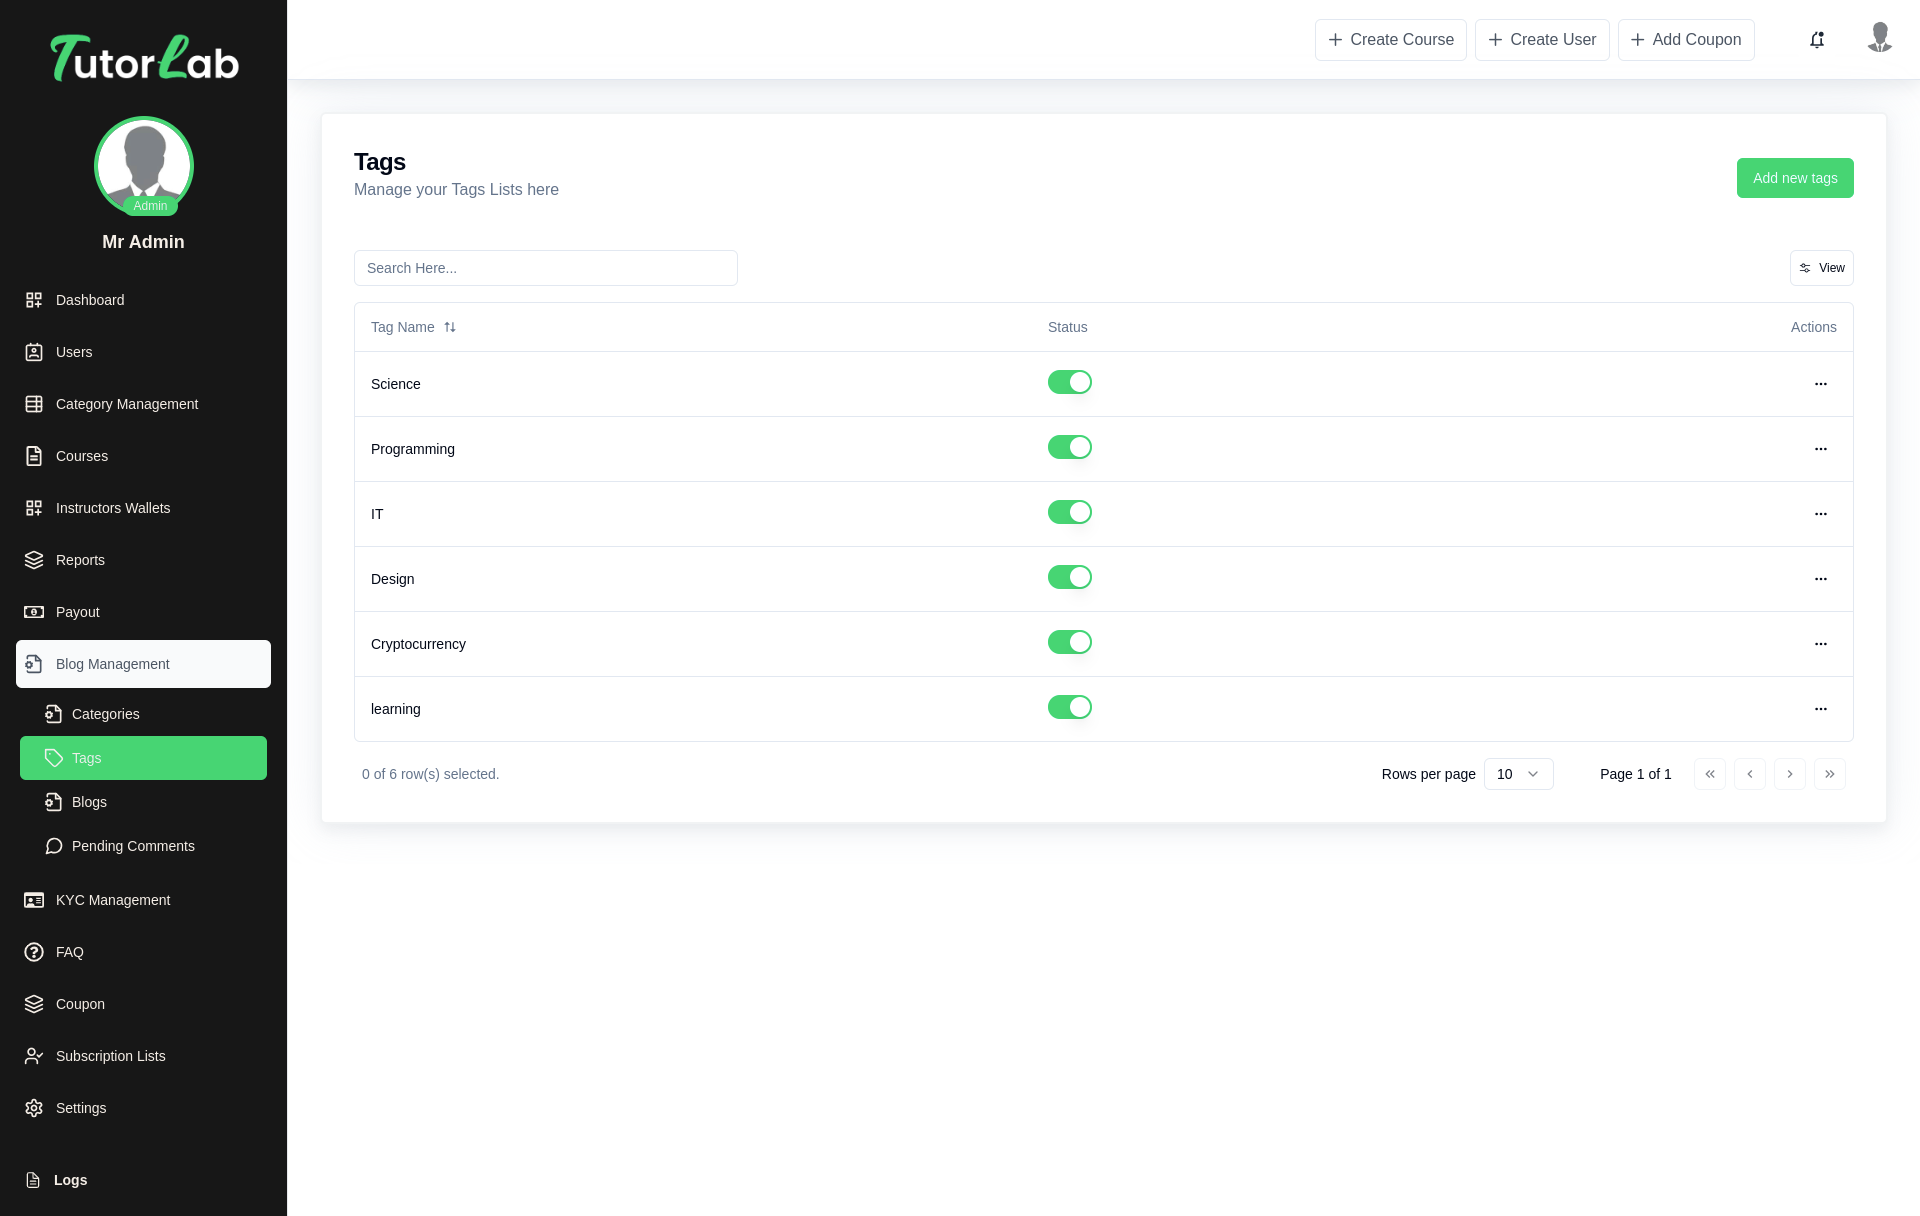 TutorLab
Admin
Mr Admin
Dashboard
Users
Category Management
Courses
Instructors Wallets
Reports
Payout
Blog Management
Categories
Tags
Blogs
Pending Comments
KYC Management
FAQ
Coupon
Subscription Lists
Settings
Logs
Create Course
Create User
Add Coupon
Tags
Manage your Tags Lists here
Add new tags
Search Here...
View
Tag Name Status Actions
Science
Programming
IT
Design
Cryptocurrency
learning
0 of 6 row(s) selected.
Rows per page 10
Page 1 of 1